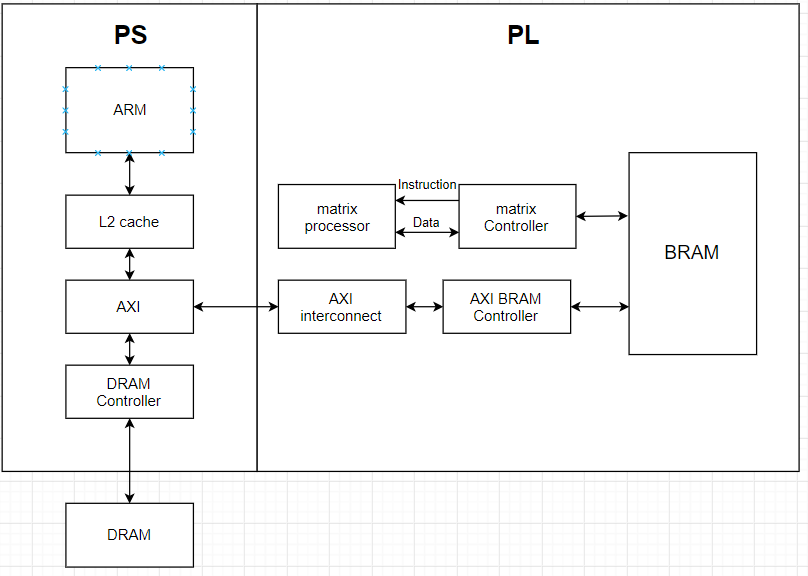 PS
PL
ARM
L2 cache
AXI
DRAM
Controller
DRAM
matrix
processor
Instruction
Data
matrix
Controller
AXI
interconnect
AXI BRAM
Controller
BRAM